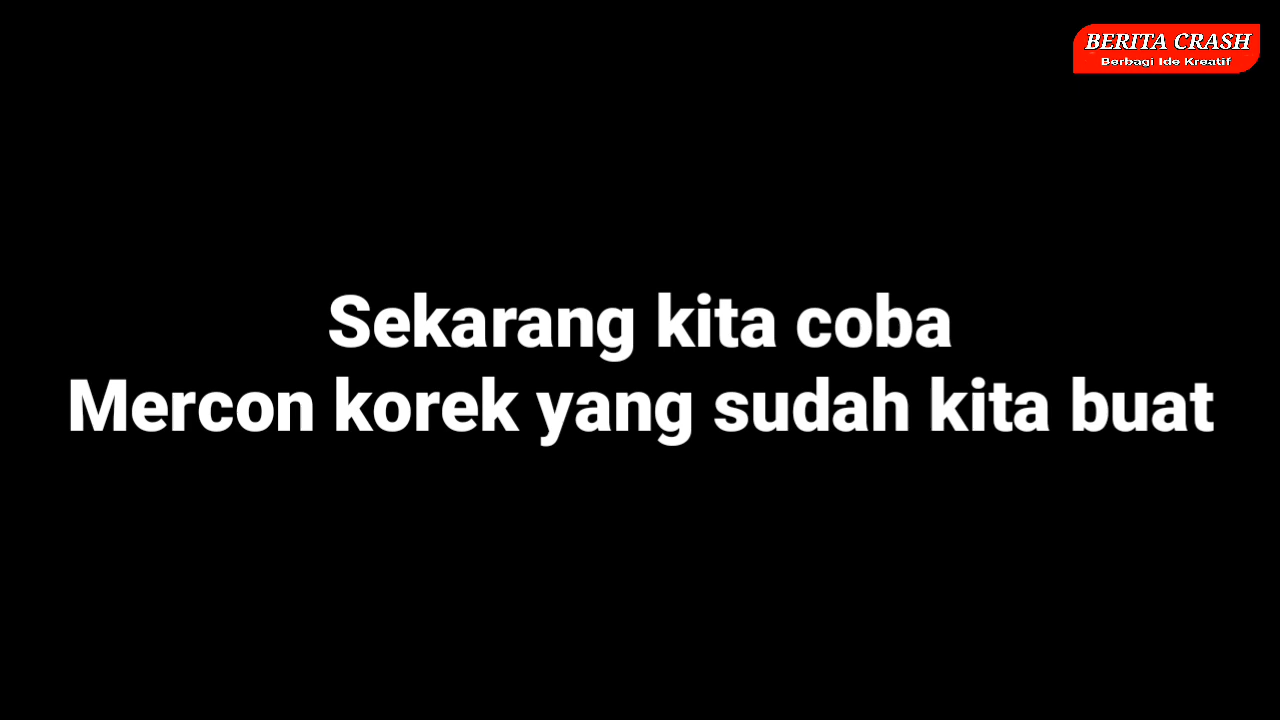 BERITA CRASH
Berbagi Ide Kreatif
Sekarang kita coba
Mercon korek yang sudah kita buat